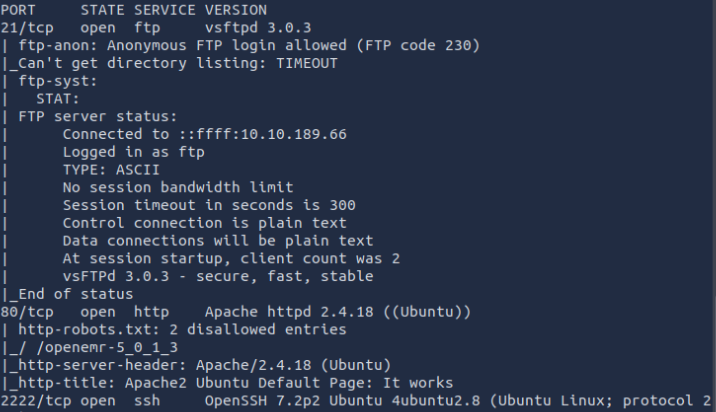 PORT     STATE SERVICE VERSION
21/tcp   open  ftp     vsftpd 3.0.3
| ftp-anon: Anonymous FTP login allowed (FTP code 230)
|_Can't get directory listing: TIMEOUT
| ftp-syst:
|   STAT:
| FTP server status:
|      Connected to ::ffff:10.10.189.66
|      Logged in as ftp
|      TYPE: ASCII
|      No session bandwidth limit
|      Session timeout in seconds is 300
|      Control connection is plain text
|      Data connections will be plain text
|      At session startup, client count was 2
|      vsFTPd 3.0.3 - secure, fast, stable
|_End of status
80/tcp   open  http    Apache httpd 2.4.18 ((Ubuntu))
| http-robots.txt: 2 disallowed entries
|_/ /openemr-5_0_1_3
|_http-server-header: Apache/2.4.18 (Ubuntu)
|_http-title: Apache2 Ubuntu Default Page: It works
2222/tcp open  ssh     OpenSSH 7.2p2 Ubuntu 4ubuntu2.8 (Ubuntu Linux; protocol 2